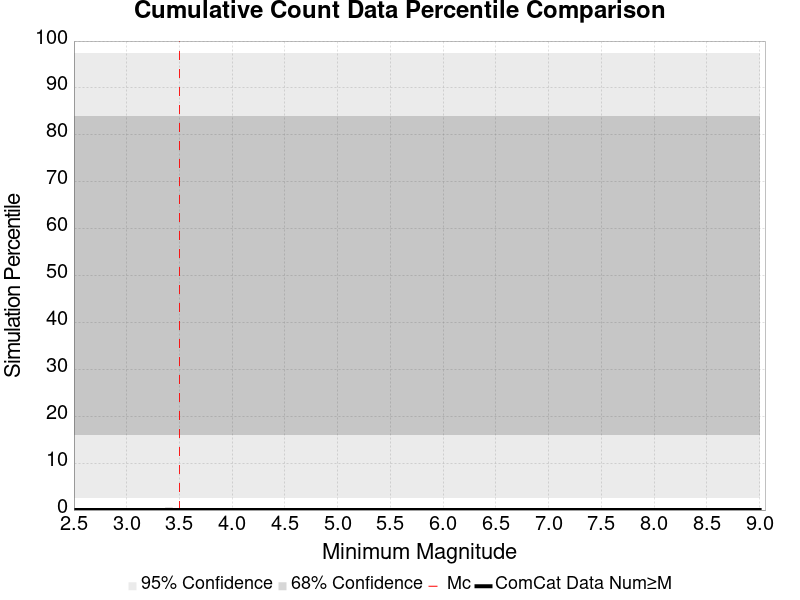 Cumulative Count Data Percentile Comparison
100
90
80
70
60
50
40
30
20
10
0
Simulation Percentile
2.5 3.0 3.5 4.0 4.5 5.0 5.5 6.0 6.5 7.0 7.5 8.0 8.5 9.0
Minimum Magnitude
95% Confidence 68% Confidence Mc ComCat Data Num≥M